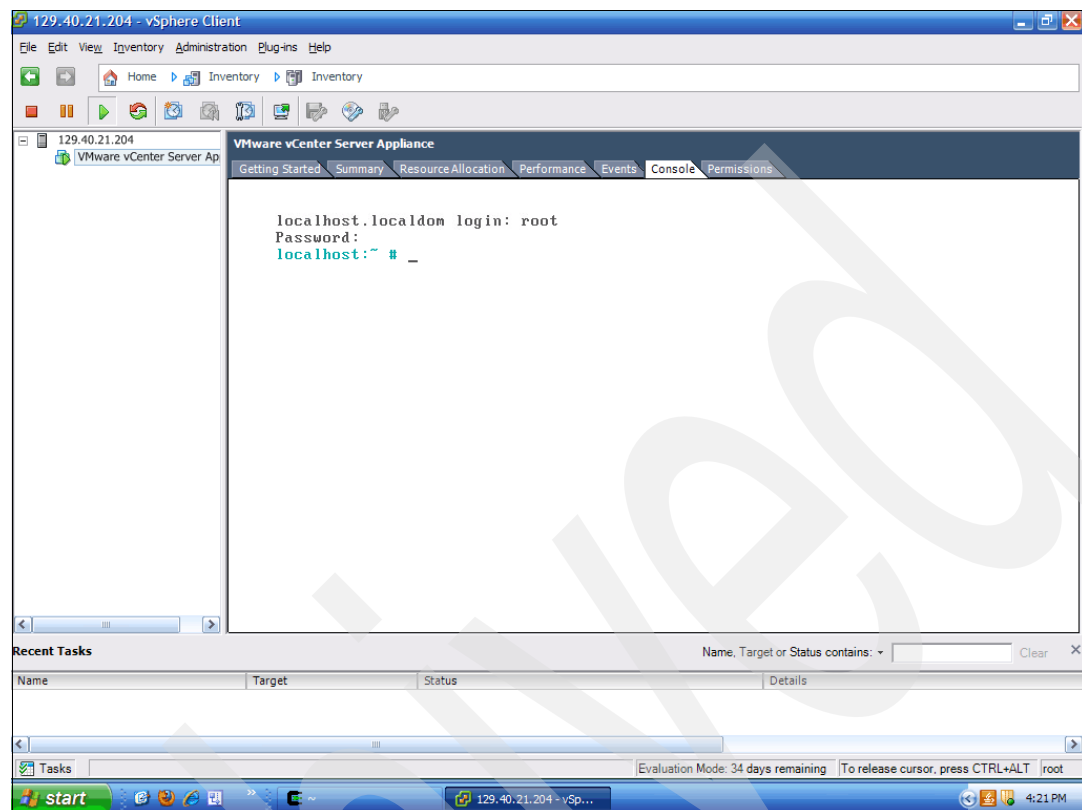 129.40.21.204 - vSphere Client
File Edit View Inventory Administration Plug-ins Help
Home Inventory Inventory
129.40.21.204
VMware vCenter Server Ap
VMware vCenter Server Appliance
Getting Started Summary Resource Allocation Performance Events Console Permissions
localhost.localdom login: root
Password:
localhost:~ # _
Recent Tasks
Name, Target or Status contains: Clear
Name Target Status Details
Tasks
Evaluation Mode: 34 days remaining To release cursor, press CTRL+ALT root
start ~ 129.40.21.204 - vSp... 4:21 PM